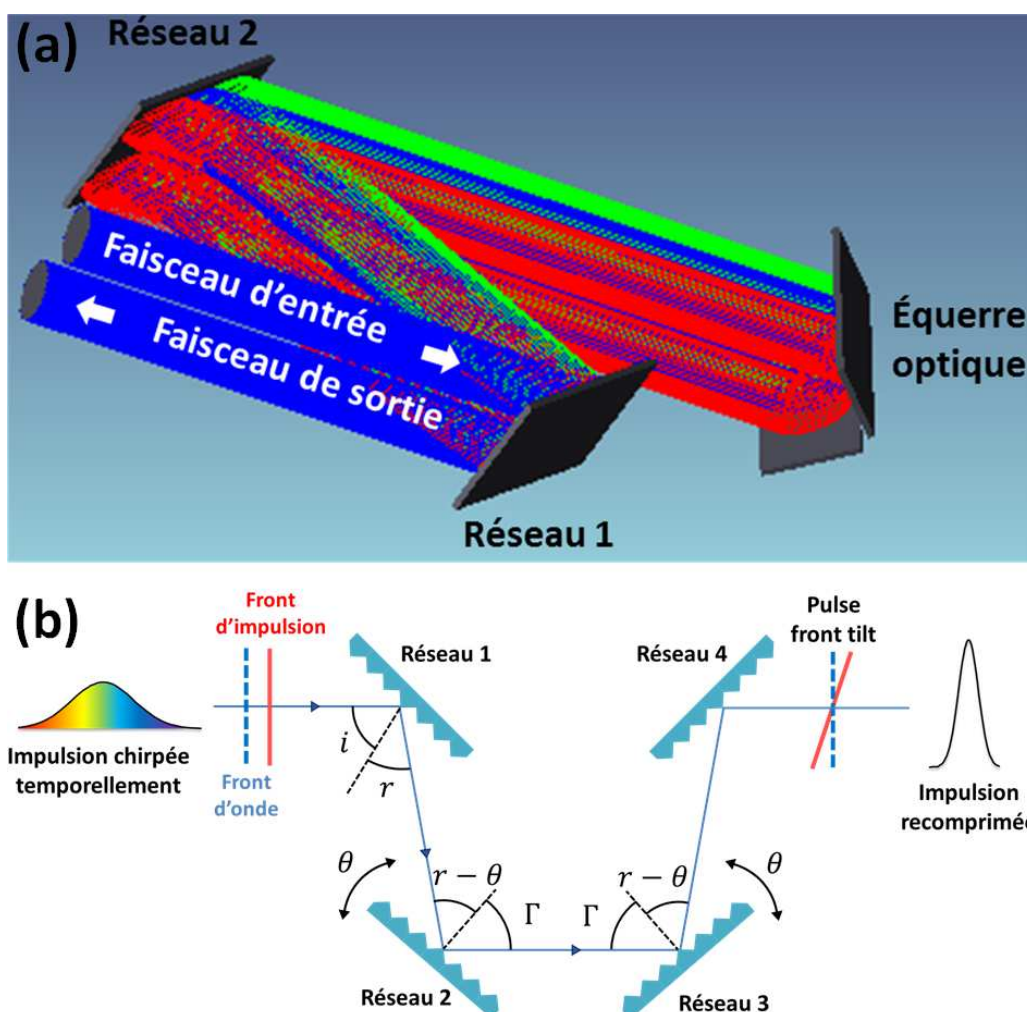 (a)
Réseau 2
Faisceau d'entrée
Faisceau de sortie
Équerre
optique
Réseau 1
(b)
Front
d'impulsion
Réseau 1
Réseau 4
Pulse
front tilt
i
r
Impulsion chirpée
temporellement
Front
d'onde
Impulsion
recomprimée
θ
r − θ
Γ
Γ
r − θ
θ
Réseau 2
Réseau 3